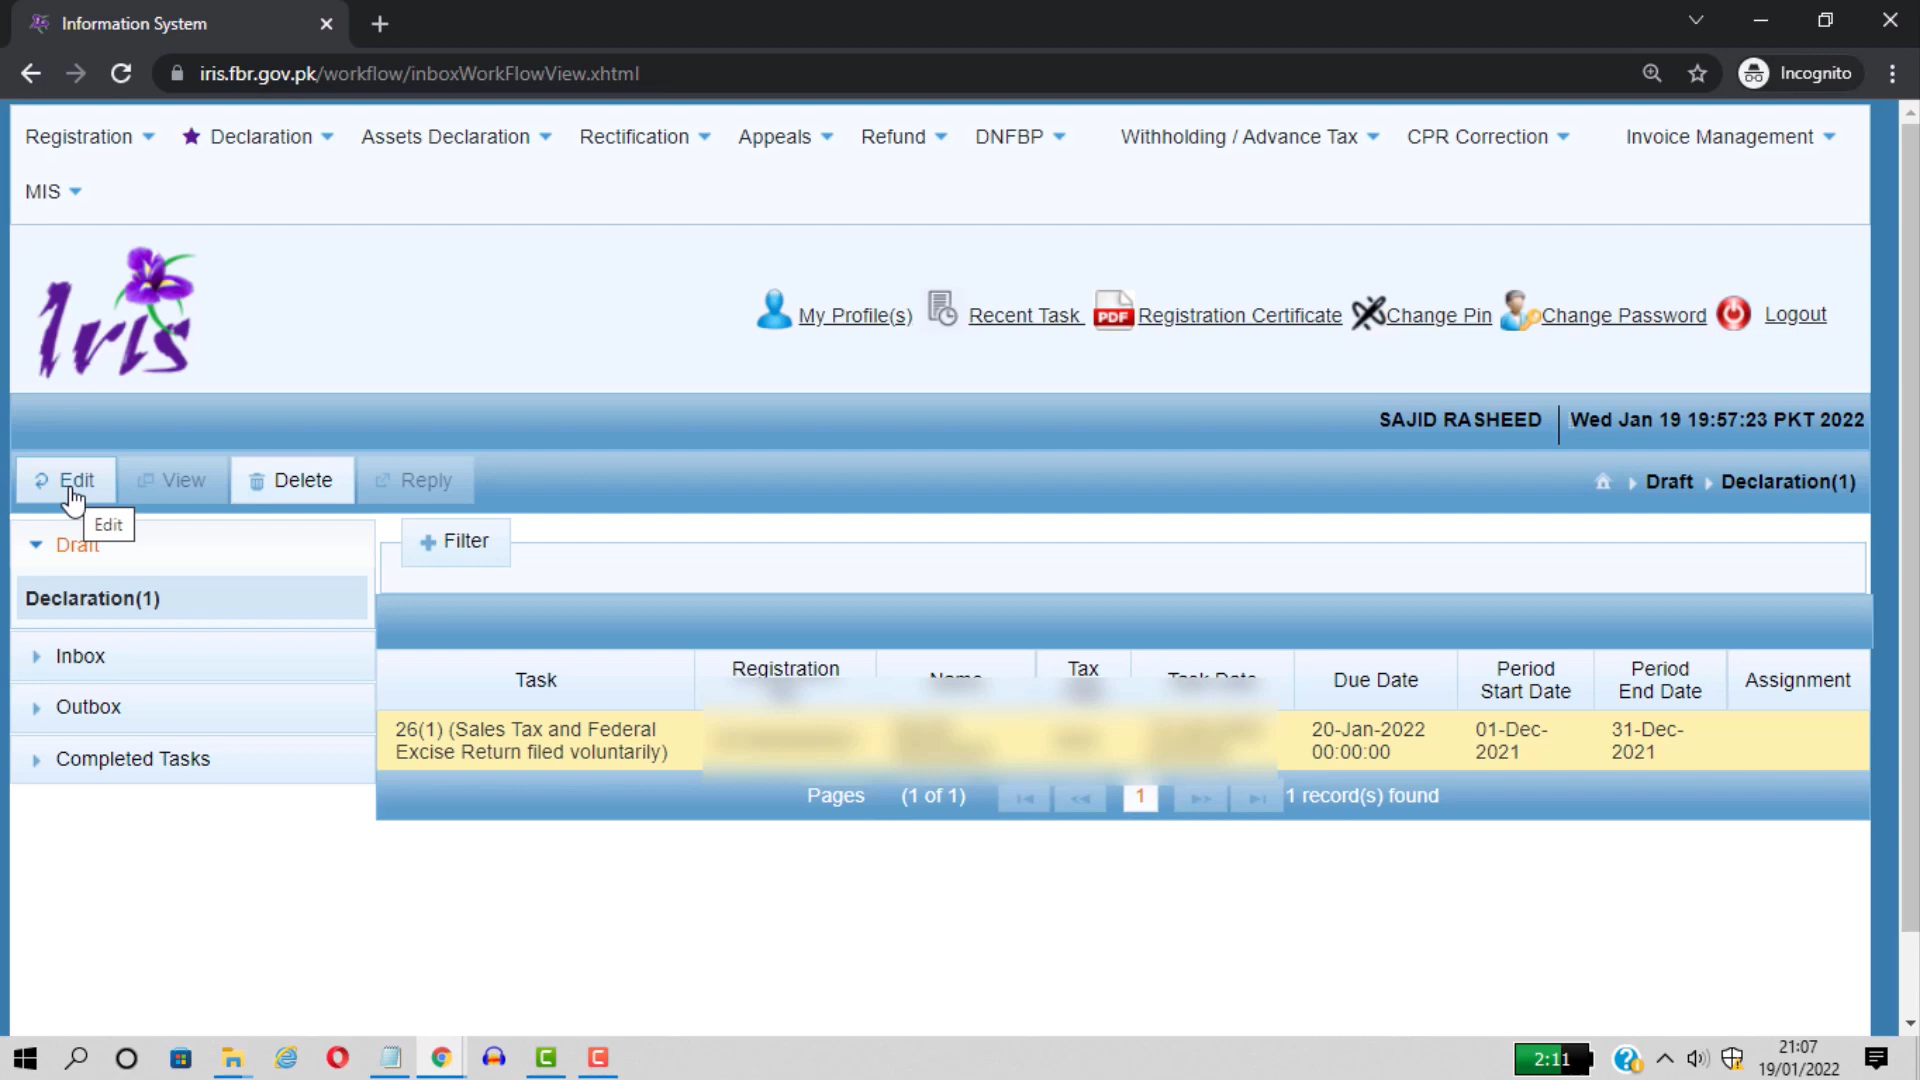 Information System
iris.fbr.gov.pk/workflow/inboxWorkFlowView.xhtml
Incognito
Registration
Declaration
Assets Declaration
Rectification
Appeals
Refund
DNFBP
Withholding / Advance Tax
CPR Correction
Invoice Management
MIS
Iris
My Profile(s)
Recent Task
PDF
Registration Certificate
Change Pin
Change Password
Logout
SAJID RASHEED
Wed Jan 19 19:57:23 PKT 2022
Edit
View
Delete
Reply
Draft
Declaration(1)
Edit
Draft
Declaration(1)
Inbox
Outbox
Completed Tasks
Filter
Task
Registration
Name
Tax
Task Date
Due Date
Period
Start Date
Period
End Date
Assignment
26(1) (Sales Tax and Federal
Excise Return filed voluntarily)
20-Jan-2022
00:00:00
01-Dec-
2021
31-Dec-
2021
Pages (1 of 1)
1
1 record(s) found
2:11
21:07
19/01/2022